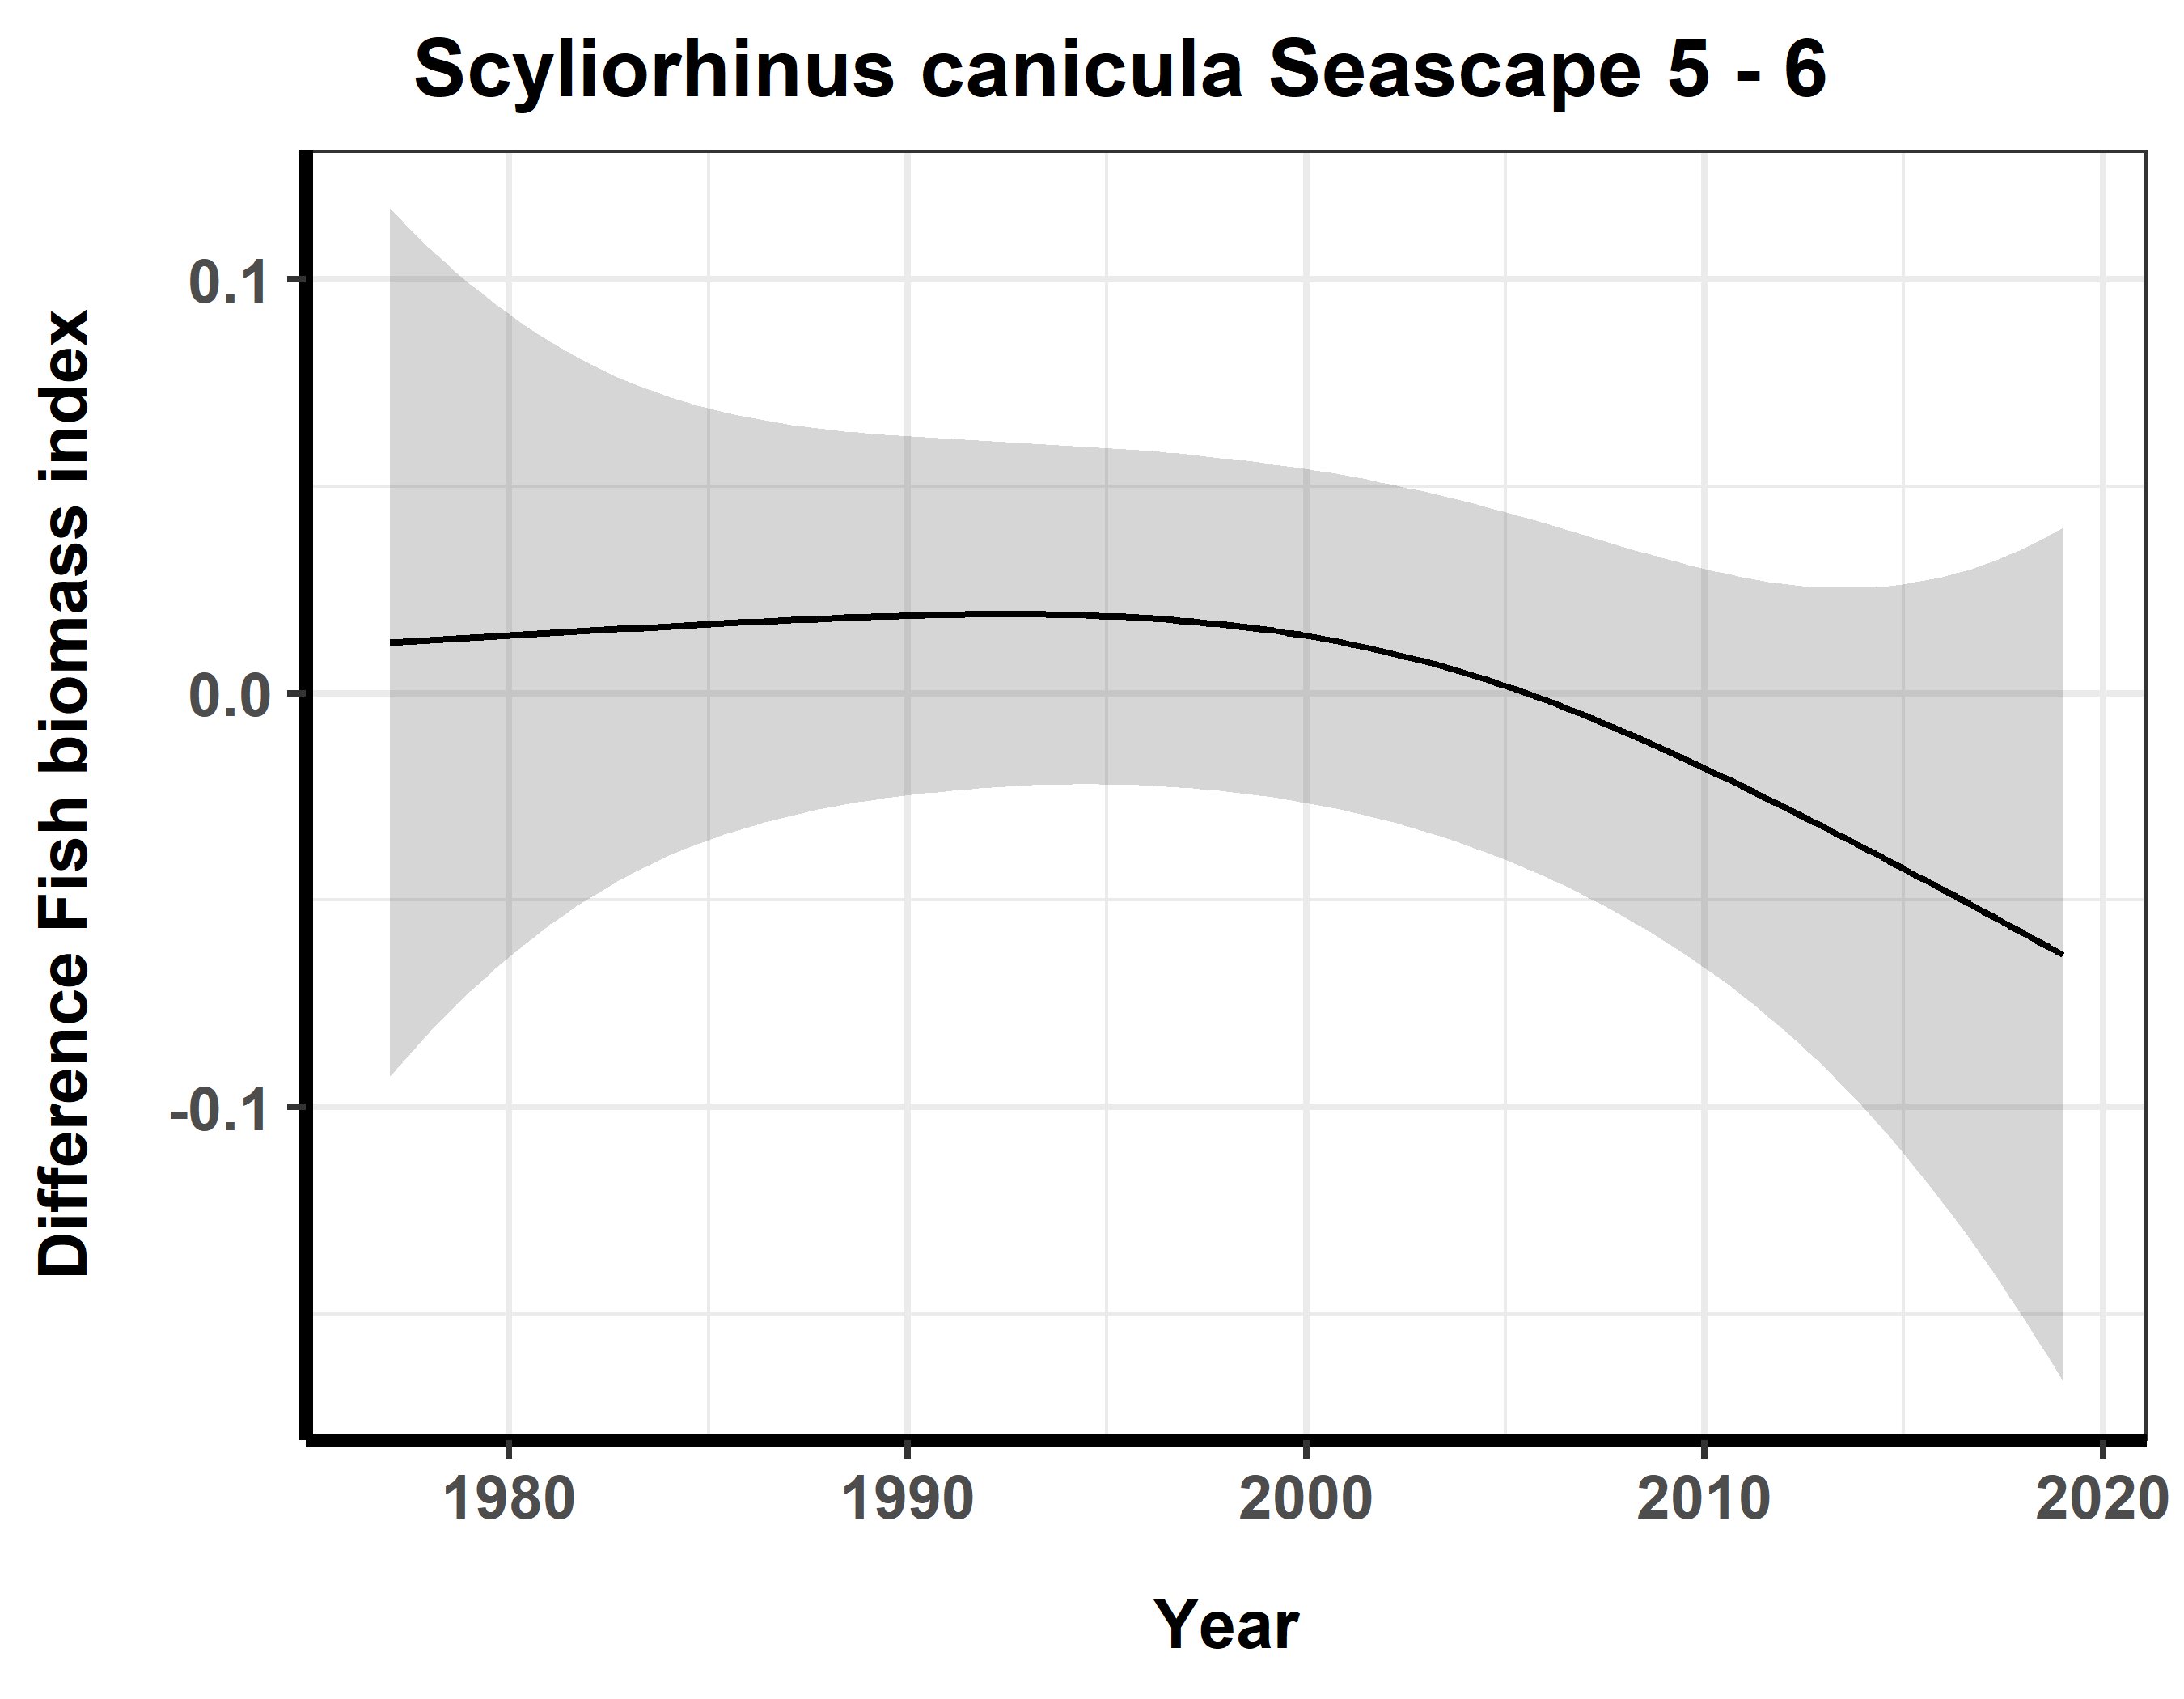 Scyliorhinus canicula Seascape 5 - 6
Difference Fish biomass index
0.1
0.0
-0.1
1980 1990 2000 2010 2020
Year